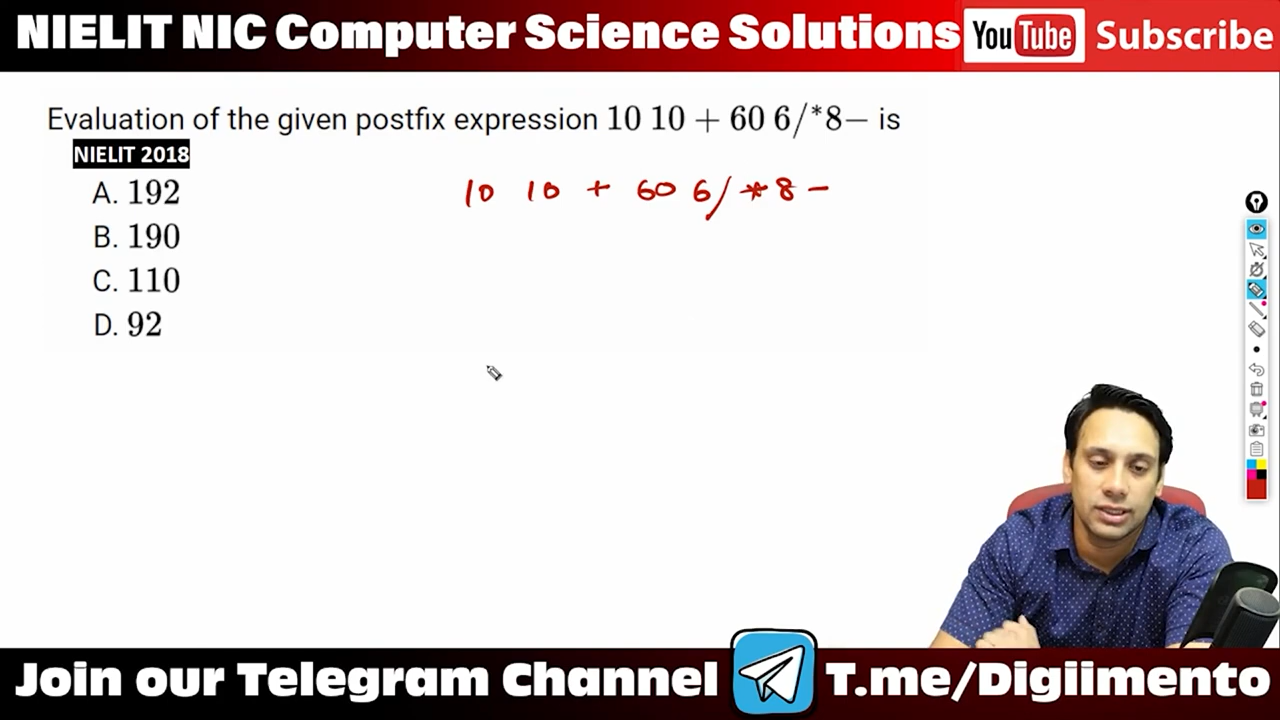 NIELIT NIC Computer Science Solutions YouTube Subscribe
Evaluation of the given postfix expression 10 10 + 60 6/*8− is
NIELIT 2018
10 10 + 60 6/ * 8 −
A. 192
B. 190
C. 110
D. 92
Join our Telegram Channel T.me/Digiimento